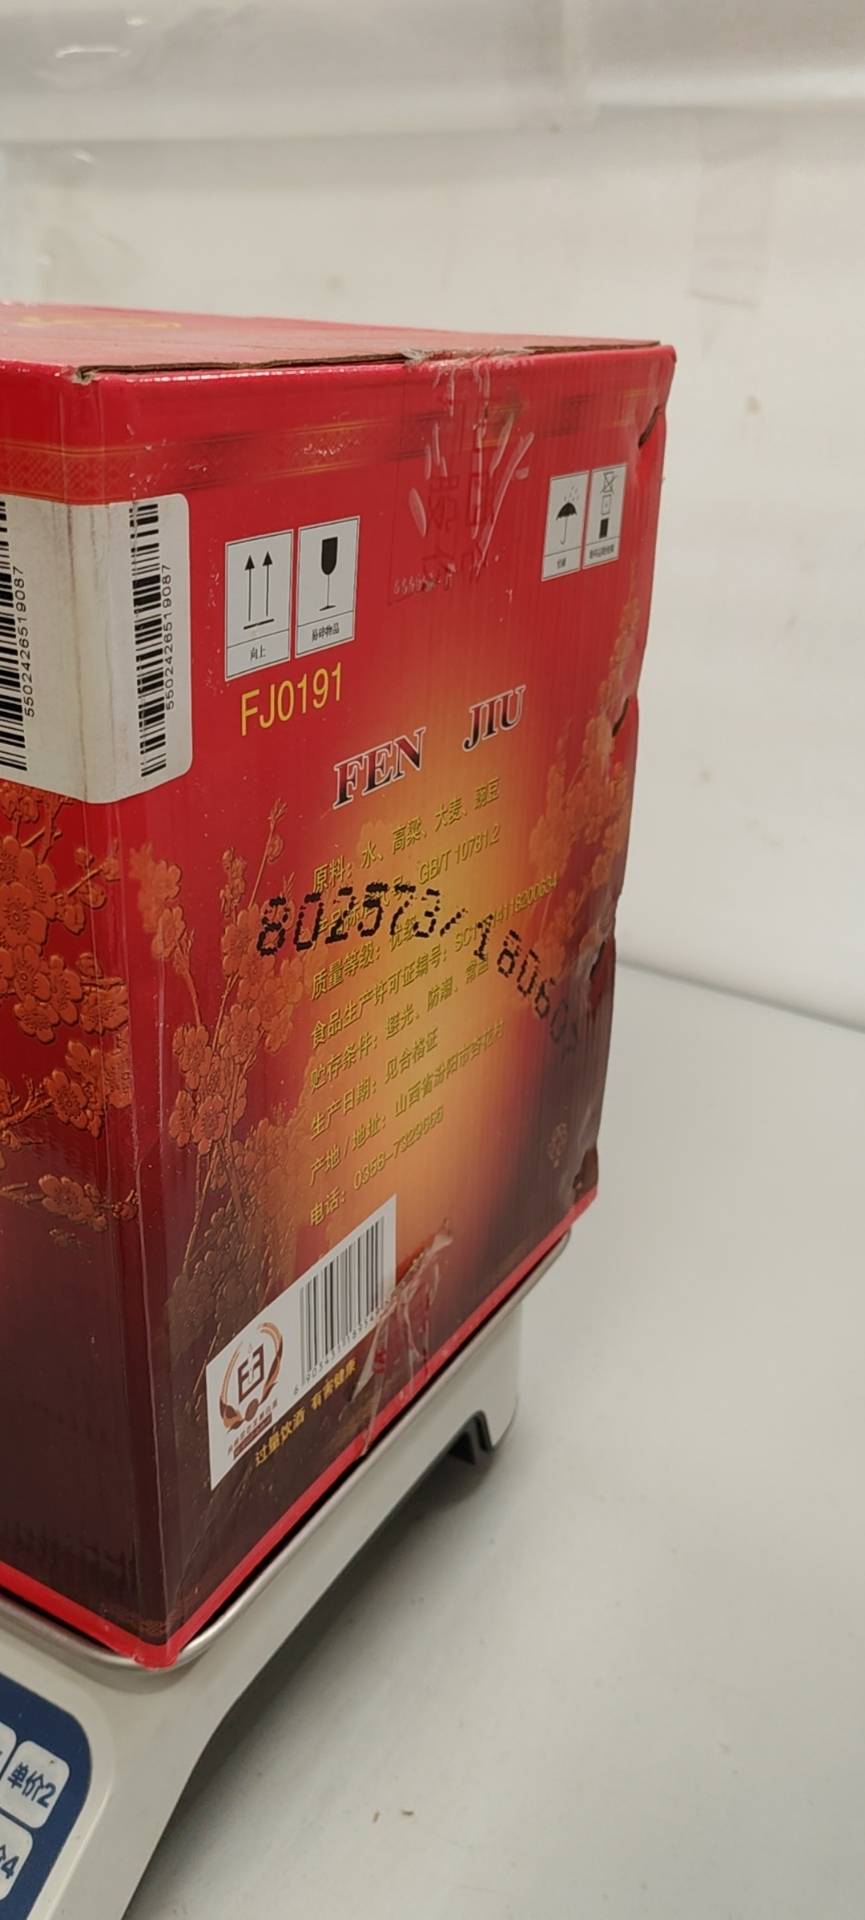 5502426519087
5502426519087
向上
易碎物品
FJ0191
FEN JIU
原料：水、高粱、大麦、豌豆
GB/T 10781.2
802573/180607
质量等级：优级
食品生产许可证编号：
贮存条件：避光、防潮、常温
生产日期：见合格证
产地/地址：山西省汾阳市杏花村
电话：0358-7329665
过量饮酒 有害健康
单价2